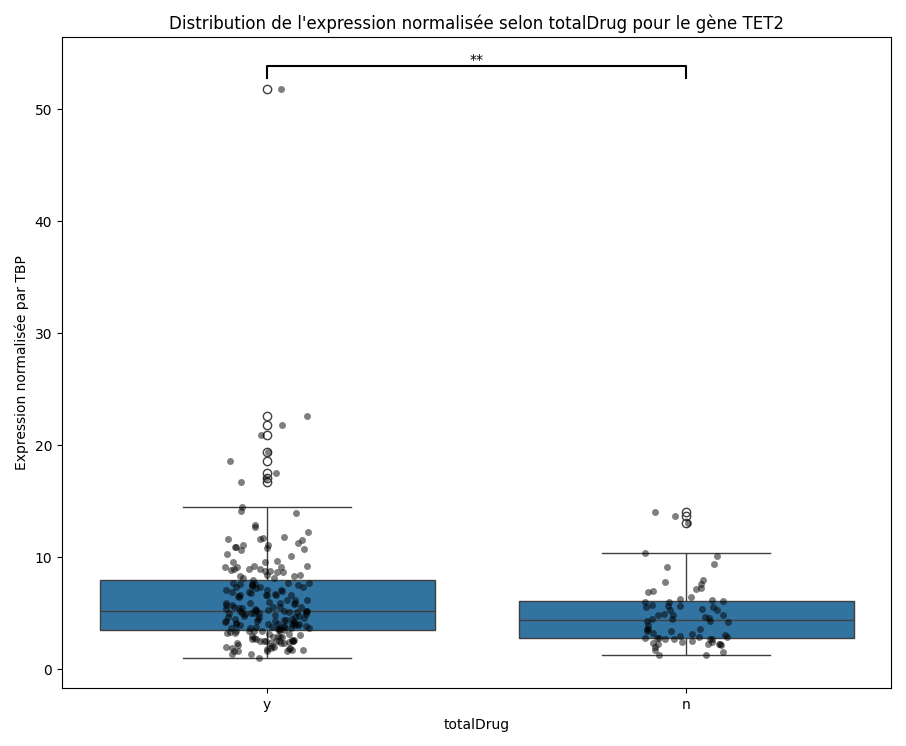 Distribution de l'expression normalisée selon totalDrug pour le gène TET2
**
50
40
30
20
10
0
Expression normalisée par TBP
y
n
totalDrug